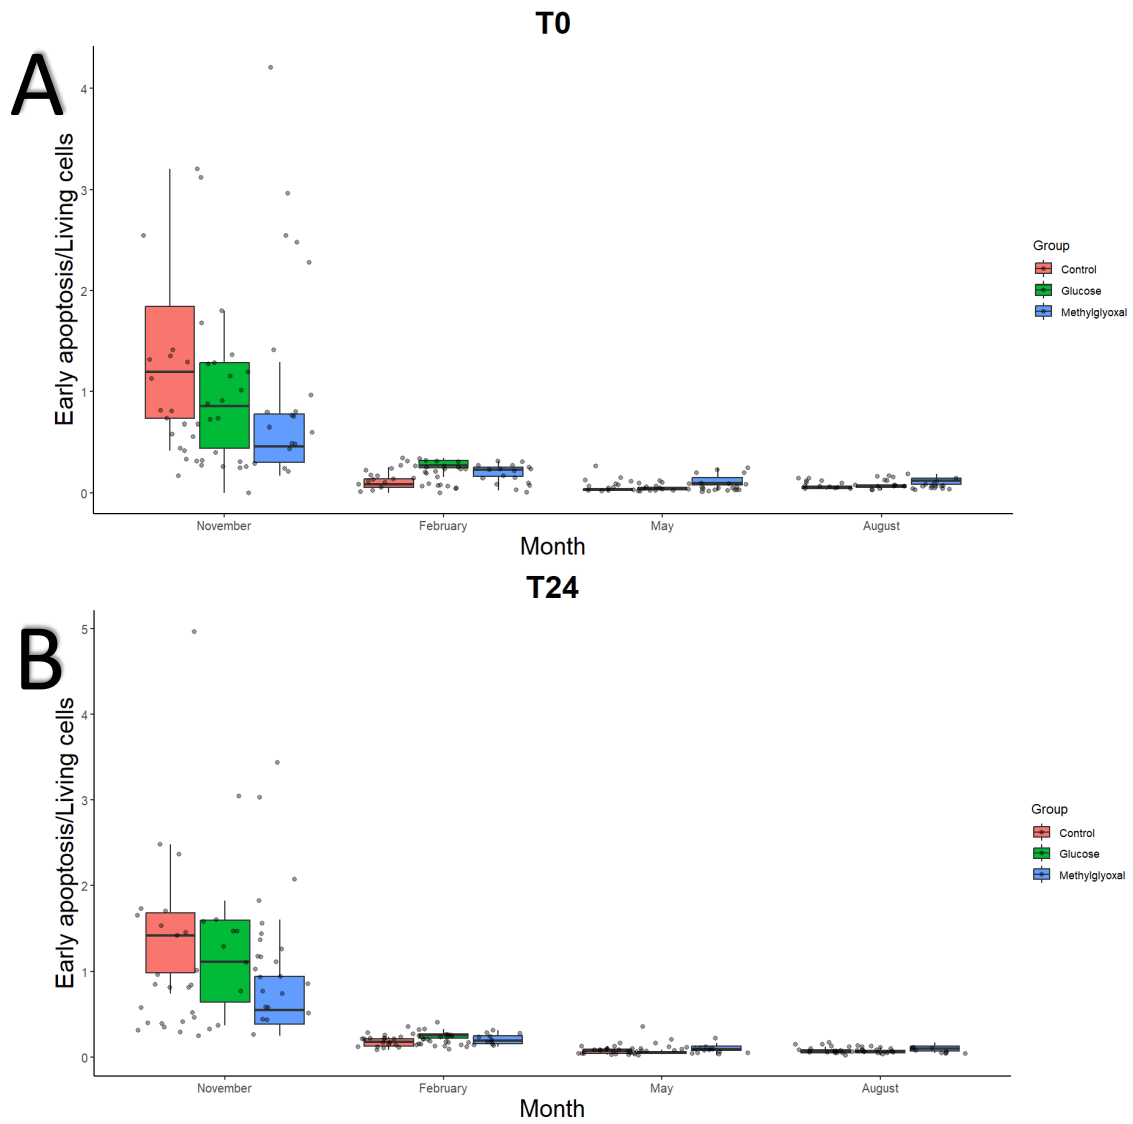 T0
A
Early apoptosis/Living cells
4
3
2
1
0
November February May August
Month
Group
Control
Glucose
Methylglyoxal
T24
B
Early apoptosis/Living cells
5
4
3
2
1
0
November February May August
Month
Group
Control
Glucose
Methylglyoxal